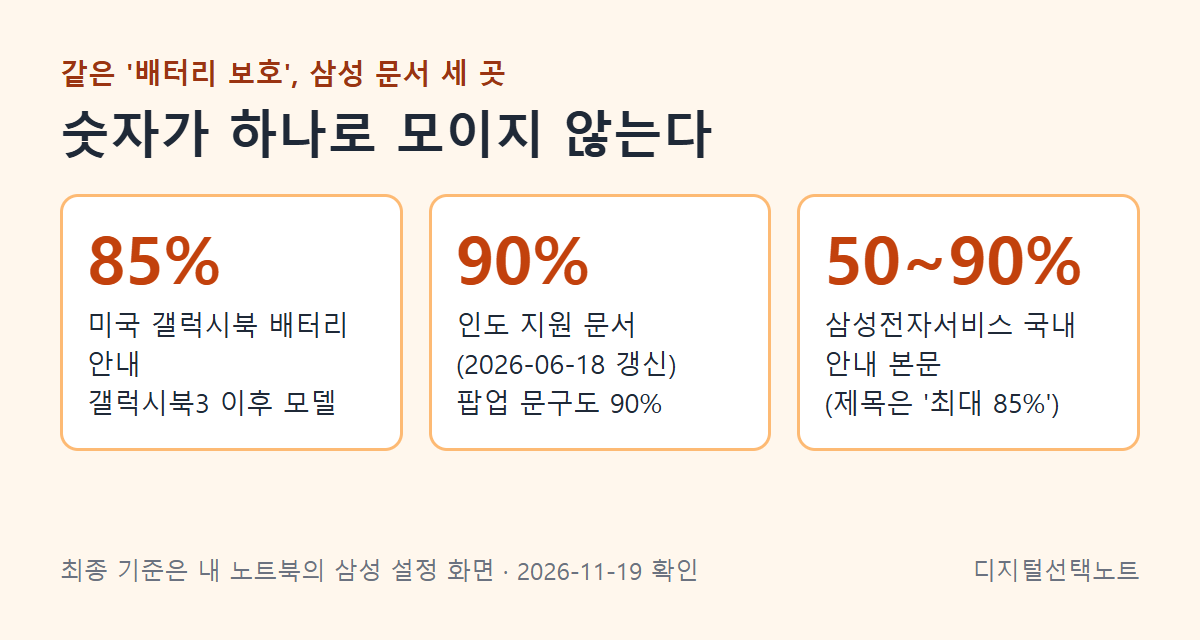 같은 '배터리 보호', 삼성 문서 세 곳
숫자가 하나로 모이지 않는다
85%
미국 갤럭시북 배터리
안내
갤럭시북3 이후 모델
90%
인도 지원 문서
(2026-06-18 갱신)
팝업 문구도 90%
50~90%
삼성전자서비스 국내
안내 본문
(제목은 '최대 85%')
최종 기준은 내 노트북의 삼성 설정 화면 · 2026-11-19 확인
디지털선택노트